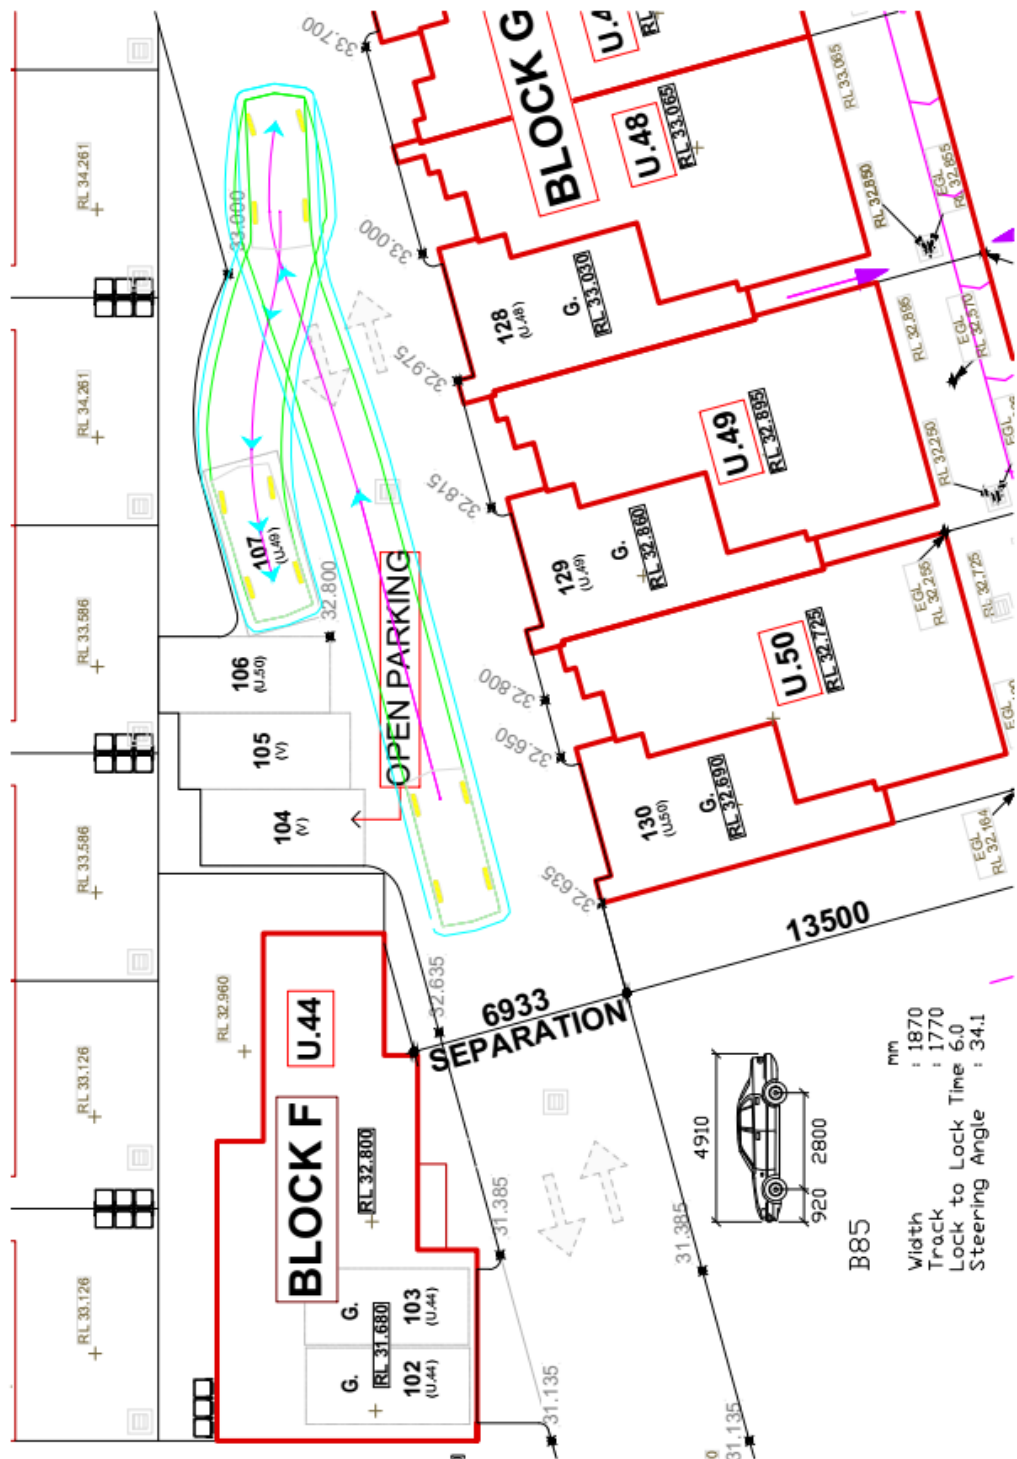 33.700
BLOCK G
U.48
RL 33.065
RL 33.065
RL 34.261
33.000
33.000
RL 32.850
EGL
RL 32.855
128
(U.48)
G.
RL 33.030
32.975
RL 32.895
EGL
RL 32.570
RL 34.261
U.49
RL 32.895
32.815
RL 32.250
EGL
107
(U.49)
129
(U.49)
G.
RL 32.860
32.800
OPEN PARKING
EGL
RL 32.255
RL 32.725
RL 33.586
106
(U.50)
U.50
RL 32.725
32.800
32.650
EGL
105
(V)
104
(V)
130
(U.50)
G.
RL 32.690
RL 33.586
EGL
RL 32.164
32.635
13500
RL 32.960
32.635
6933
SEPARATION
U.44
RL 33.126
BLOCK F
RL 32.800
31.385
31.385
4910
2800
920
B85
mm
Width : 1870
Track : 1770
Lock to Lock Time : 6.0
Steering Angle : 34.1
RL 33.126
G.
103
(U.44)
RL 31.680
G.
102
(U.44)
31.135
31.135